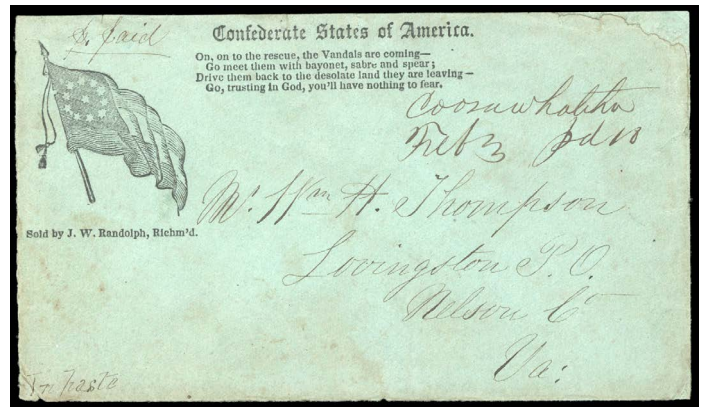 Paid
Confederate States of America.
On, on to the rescue, the Vandals are coming—
Go meet them with bayonet, sabre and spear;
Drive them back to the desolate land they are leaving—
Go, trusting in God, you'll have nothing to fear.
Coosawhatchie
Feb 3 Pd 10
Mr. Wm H. Thompson
Sold by J. W. Randolph, Richm'd.
Lovingston P. O.
Nelson Co
Va:
In haste